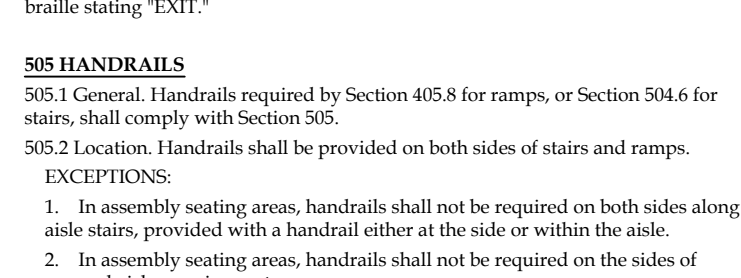 braille stating "EXIT."
505 HANDRAILS
505.1 General. Handrails required by Section 405.8 for ramps, or Section 504.6 for
stairs, shall comply with Section 505.
505.2 Location. Handrails shall be provided on both sides of stairs and ramps.
EXCEPTIONS:
1. In assembly seating areas, handrails shall not be required on both sides along
aisle stairs, provided with a handrail either at the side or within the aisle.
2. In assembly seating areas, handrails shall not be required on the sides of